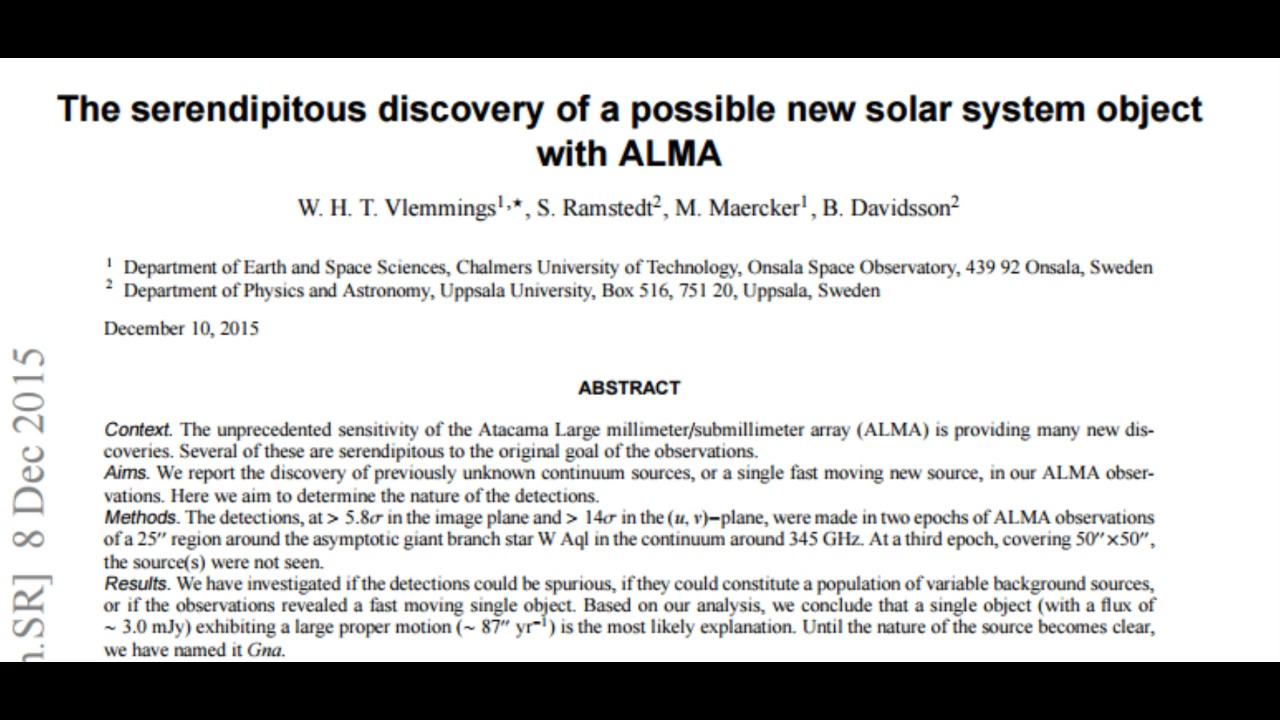 The serendipitous discovery of a possible new solar system object
with ALMA
W. H. T. Vlemmings¹,⋆, S. Ramstedt², M. Maercker¹, B. Davidsson²
¹ Department of Earth and Space Sciences, Chalmers University of Technology, Onsala Space Observatory, 439 92 Onsala, Sweden
² Department of Physics and Astronomy, Uppsala University, Box 516, 751 20, Uppsala, Sweden
December 10, 2015
ABSTRACT
Context. The unprecedented sensitivity of the Atacama Large millimeter/submillimeter array (ALMA) is providing many new dis-
coveries. Several of these are serendipitous to the original goal of the observations.
Aims. We report the discovery of previously unknown continuum sources, or a single fast moving new source, in our ALMA obser-
vations. Here we aim to determine the nature of the detections.
Methods. The detections, at > 5.8σ in the image plane and > 14σ in the (u, v)−plane, were made in two epochs of ALMA observations
of a 25″ region around the asymptotic giant branch star W Aql in the continuum around 345 GHz. At a third epoch, covering 50″×50″,
the source(s) were not seen.
Results. We have investigated if the detections could be spurious, if they could constitute a population of variable background sources,
or if the observations revealed a fast moving single object. Based on our analysis, we conclude that a single object (with a flux of
∼ 3.0 mJy) exhibiting a large proper motion (∼ 87″ yr⁻¹) is the most likely explanation. Until the nature of the source becomes clear,
we have named it Gna.
.SR] 8 Dec 2015